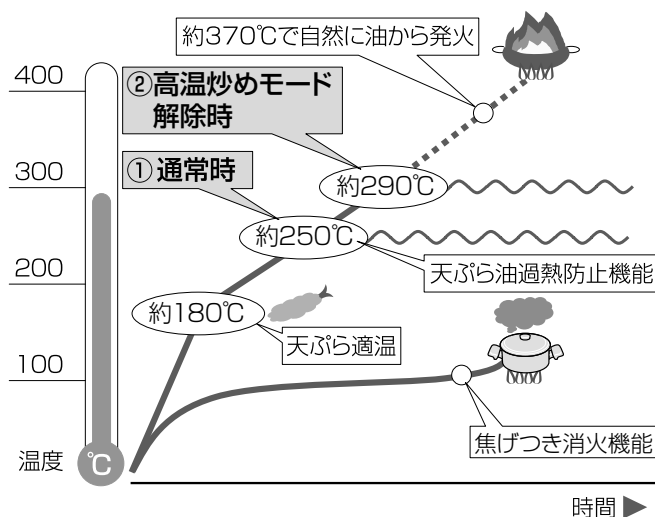 約370℃で自然に油から発火
400
②高温炒めモード
解除時
①通常時
300
約290℃
約250℃
200
天ぷら油過熱防止機能
約180℃
天ぷら適温
100
焦げつき消火機能
温度
℃
時間